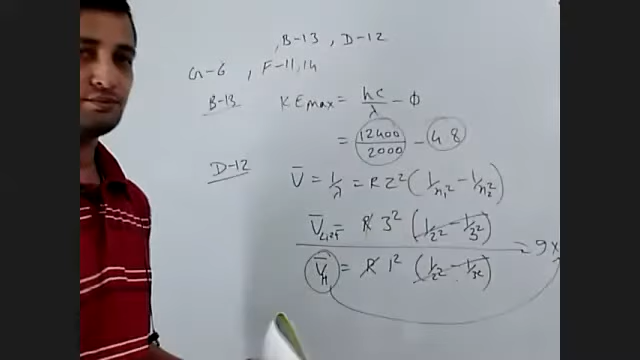 , B-13 , D-12
G-6 , F-11,14
B-13 KEmax = hc/λ - ϕ
= 12400/2000 - 4.8
D-12 V̅ = 1/λ = RZ² (1/n₁² - 1/n₂²)
R 3² (1/2² - 1/3²)
= 9x
V̅H = R 1² (1/2² - 1/3²)